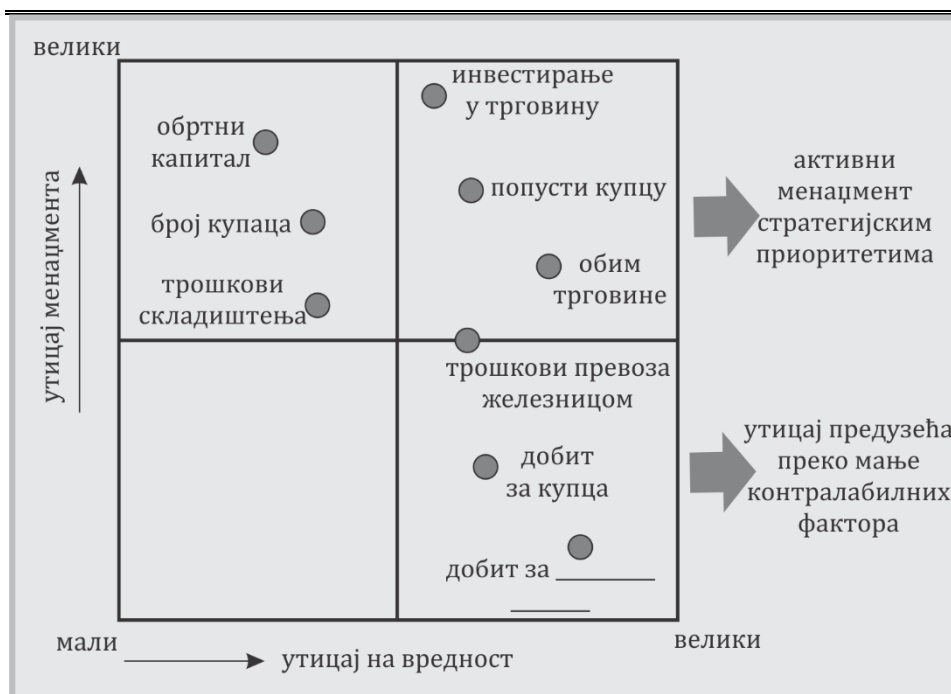 велики
инвестирање
у трговину
обртни
капитал
попусти купцу
број купаца
обим
трговине
трошкови
складиштења
трошкови превоза
железницом
добит
за купца
добит за
утицај менаџмента
активни
менаџмент
стратегијским
приоритетима
утицај предузећа
преко мање
контралабилних
фактора
мали
утицај на вредност
велики